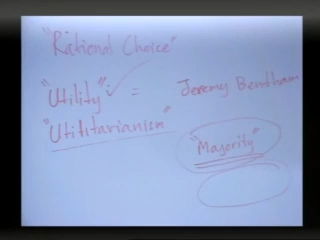 "Rational Choice"
"Utility" = Jeremy Bentham
"Utilitarianism"
"Majority"